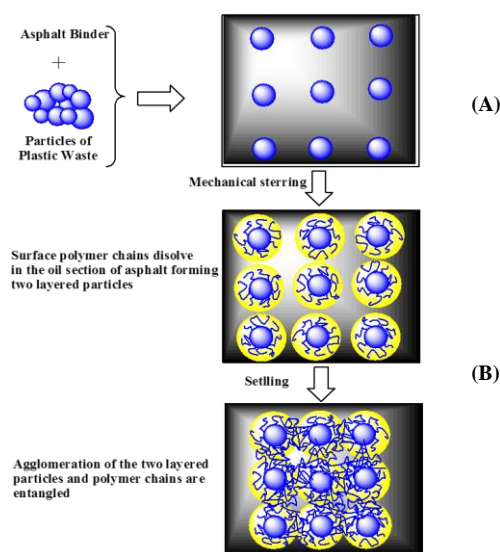 Asphalt Binder
+
Particles of
Plastic Waste
(A)
Mechanical sterring
Surface polymer chains disolve
in the oil section of asphalt forming
two layered particles
(B)
Setlling
Agglomeration of the two layered
particles and polymer chains are
entangled